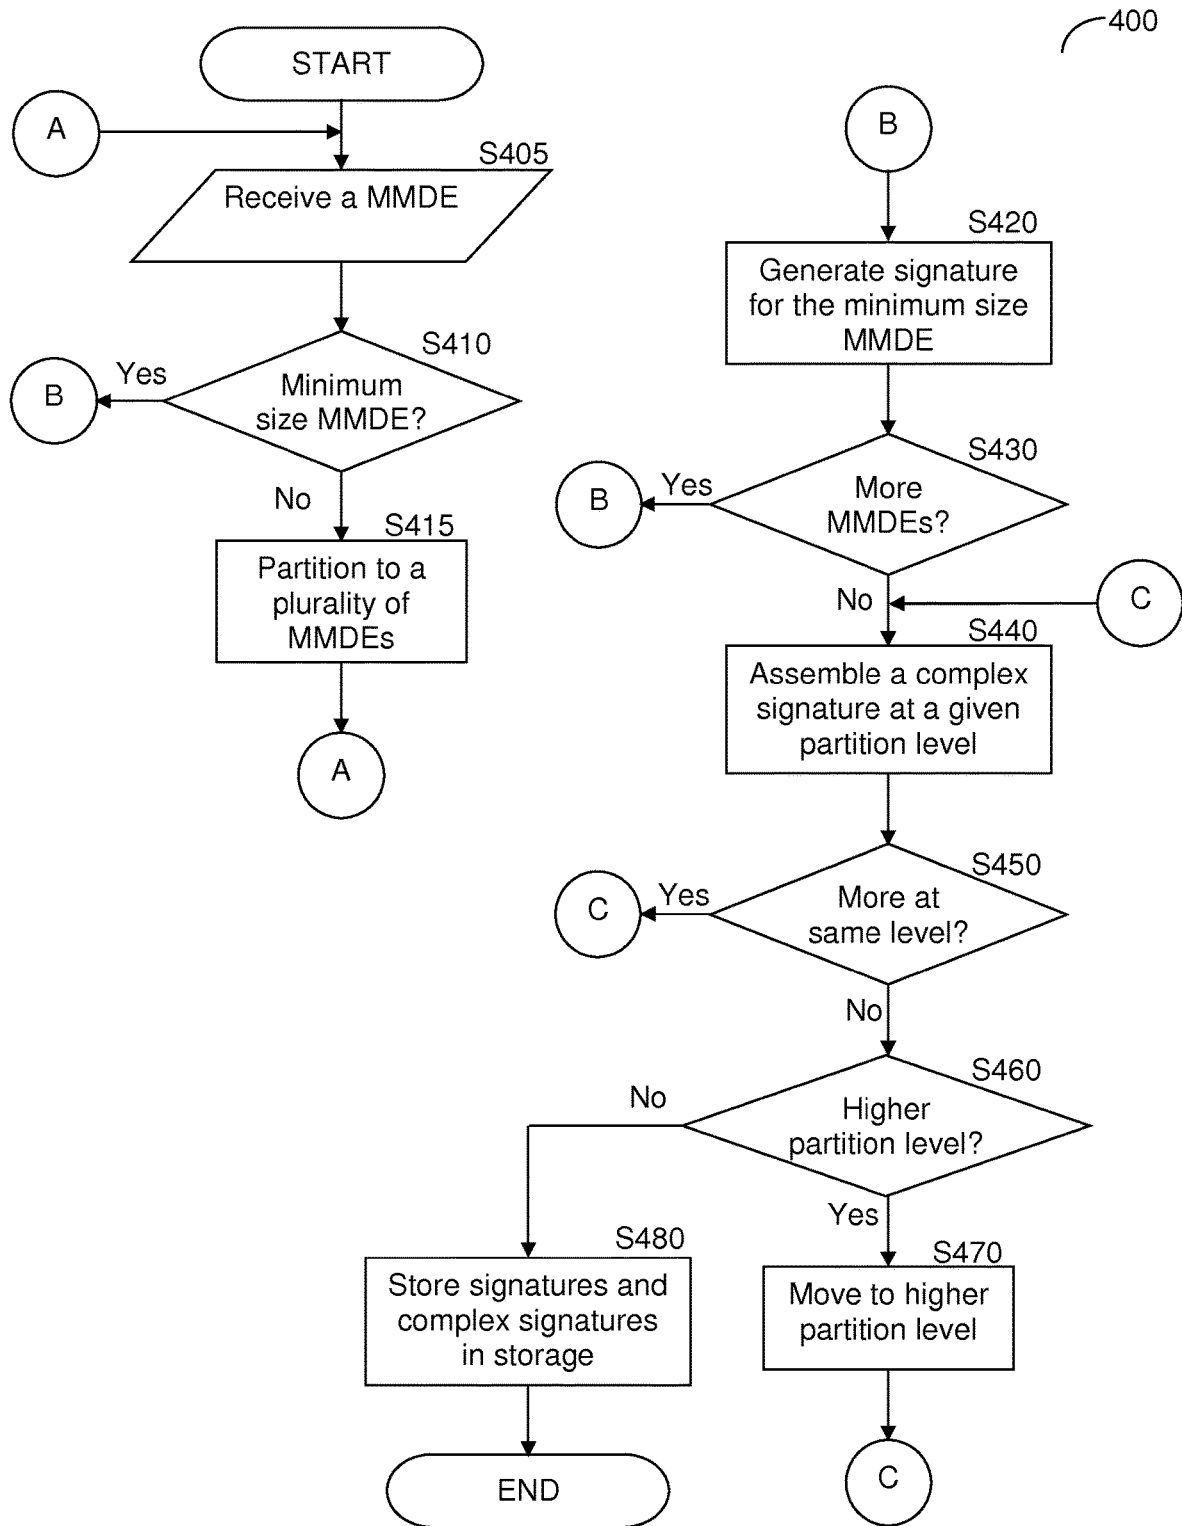 400
START
A
S405
Receive a MMDE
S410
Minimum
size MMDE?
Yes
B
No
S415
Partition to a
plurality of
MMDEs
A
B
S420
Generate signature
for the minimum size
MMDE
S430
More
MMDEs?
Yes
B
No
C
S440
Assemble a complex
signature at a given
partition level
S450
More at
same level?
Yes
C
No
S460
Higher
partition level?
No
Yes
S480
Store signatures and
complex signatures
in storage
END
S470
Move to higher
partition level
C